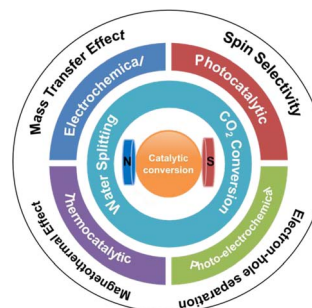 Mass Transfer Effect
Spin Selectivity
Electrochemical
Photocatalytic
Water Splitting
CO2 Conversion
N
Catalytic
conversion
S
Thermocatalytic
Photo-electrochemical
Magnetothermal Effect
Electron-hole separation